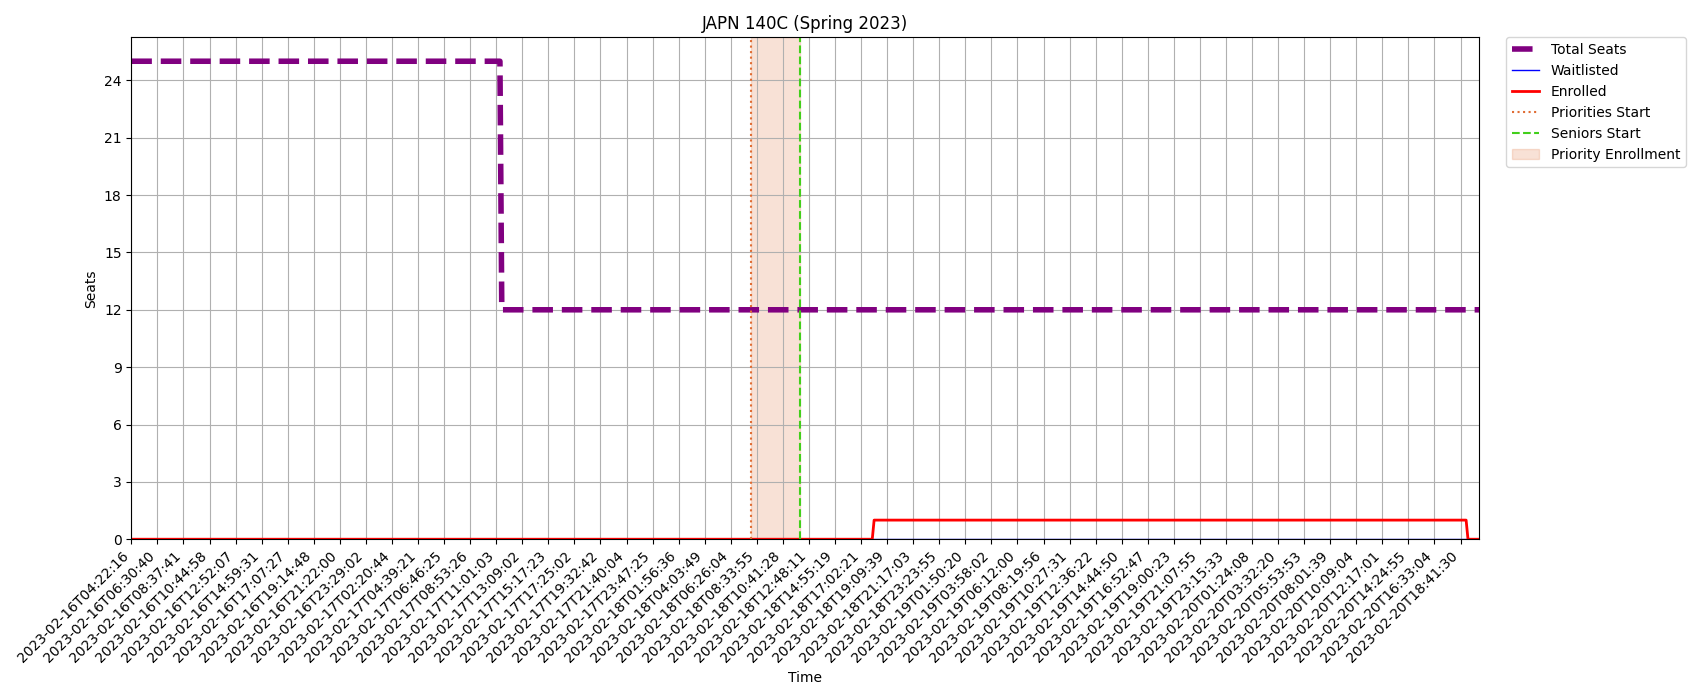 JAPN 140C (Spring 2023)
Total Seats
Waitlisted
Enrolled
Priorities Start
Seniors Start
Priority Enrollment
Seats
24
21
18
15
12
9
6
3
0
2023-02-16T04:22:16
2023-02-16T06:30:40
2023-02-16T08:37:41
2023-02-16T10:44:58
2023-02-16T12:52:07
2023-02-16T14:59:31
2023-02-16T17:07:27
2023-02-16T19:14:48
2023-02-16T21:22:00
2023-02-16T23:29:02
2023-02-17T02:20:44
2023-02-17T04:39:21
2023-02-17T06:46:25
2023-02-17T08:53:26
2023-02-17T11:01:03
2023-02-17T13:09:02
2023-02-17T15:17:23
2023-02-17T17:25:02
2023-02-17T19:32:42
2023-02-17T21:40:04
2023-02-17T23:47:25
2023-02-18T01:56:36
2023-02-18T04:03:49
2023-02-18T06:26:04
2023-02-18T08:33:55
2023-02-18T10:41:28
2023-02-18T12:48:11
2023-02-18T14:55:19
2023-02-18T17:02:21
2023-02-18T19:09:39
2023-02-18T21:17:03
2023-02-18T23:23:55
2023-02-19T01:50:20
2023-02-19T03:58:02
2023-02-19T06:12:00
2023-02-19T08:19:56
2023-02-19T10:27:31
2023-02-19T12:36:22
2023-02-19T14:44:50
2023-02-19T16:52:47
2023-02-19T19:00:23
2023-02-19T21:07:55
2023-02-19T23:15:33
2023-02-20T01:24:08
2023-02-20T03:32:20
2023-02-20T05:53:53
2023-02-20T08:01:39
2023-02-20T10:09:04
2023-02-20T12:17:01
2023-02-20T14:24:55
2023-02-20T16:33:04
2023-02-20T18:41:30
Time